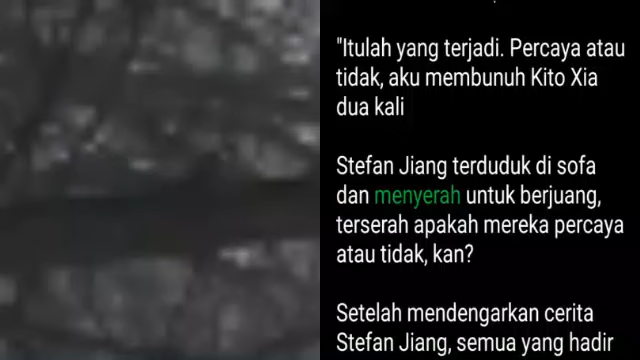 "Itulah yang terjadi. Percaya atau
tidak, aku membunuh Kito Xia
dua kali
Stefan Jiang terduduk di sofa
dan menyerah untuk berjuang,
terserah apakah mereka percaya
atau tidak, kan?
Setelah mendengarkan cerita
Stefan Jiang, semua yang hadir